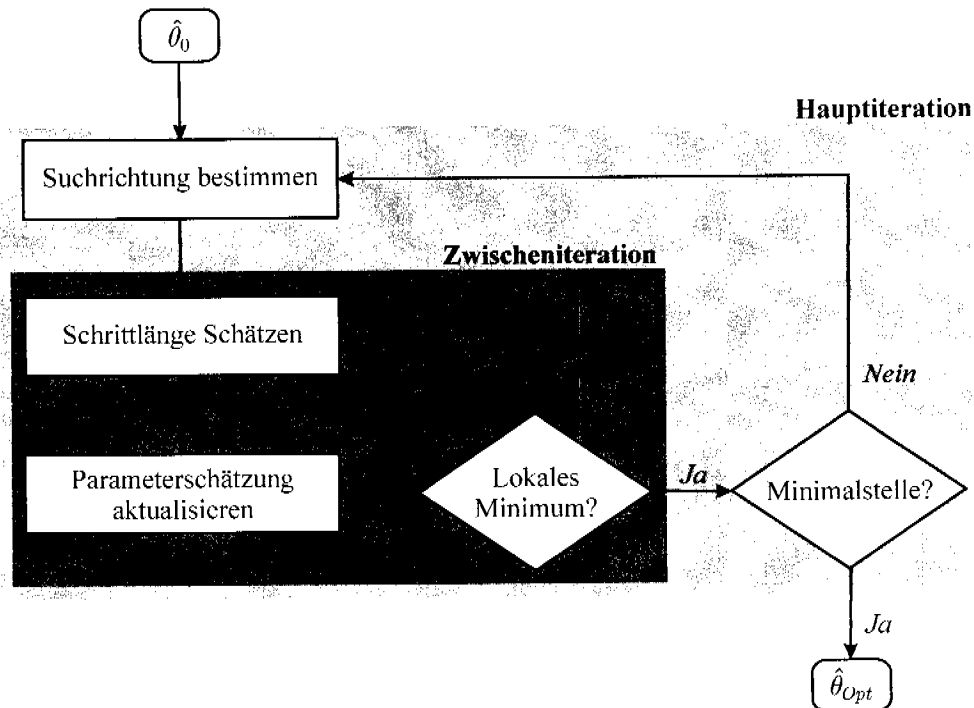 θ̂₀
Hauptiteration
Suchrichtung bestimmen
Zwischeniteration
Schrittlänge Schätzen
Nein
Parameterschätzung
aktualisieren
Lokales
Minimum?
Ja
Minimalstelle?
Ja
θ̂Opt